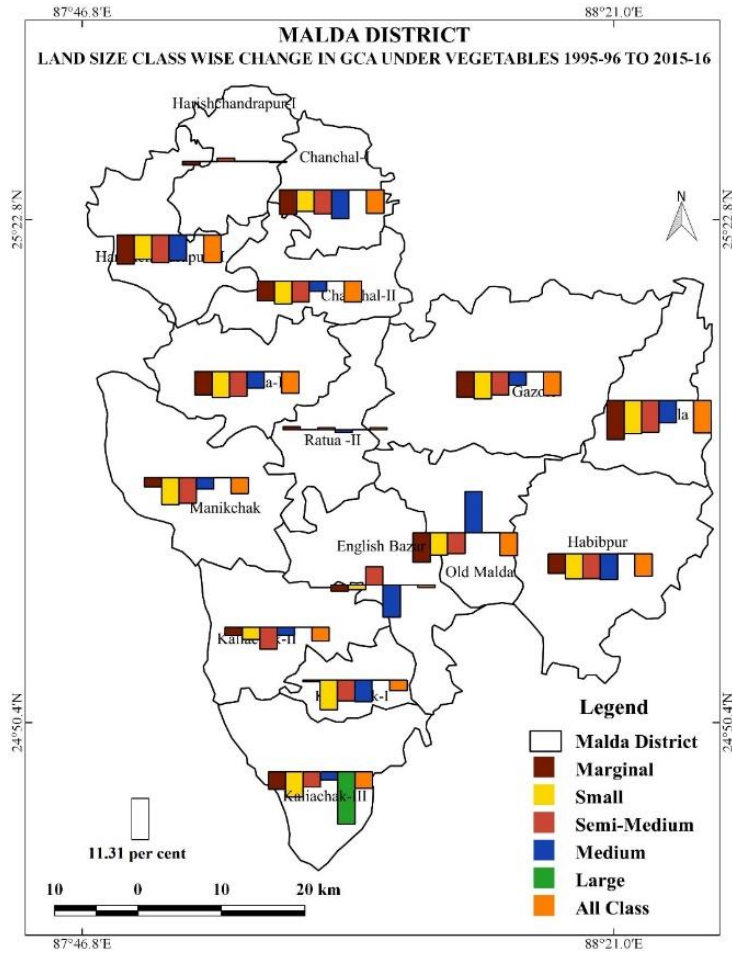 87°46.8'E 88°21.0'E
MALDA DISTRICT
LAND SIZE CLASS WISE CHANGE IN GCA UNDER VEGETABLES 1995-96 TO 2015-16
Harishchandrapur-I
Chanchal-I
N
25°22.8'N 25°22.8'N
Chanchal-II
Gazole
Ratua -II
Manikchak
English Bazar
Habibpur
Old Malda
Kaliachak-II
24°50.4'N 24°50.4'N
Kaliachak-III
Legend
Malda District
Marginal
Small
Semi-Medium
Medium
Large
All Class
11.31 per cent
10 0 10 20 km
87°46.8'E 88°21.0'E